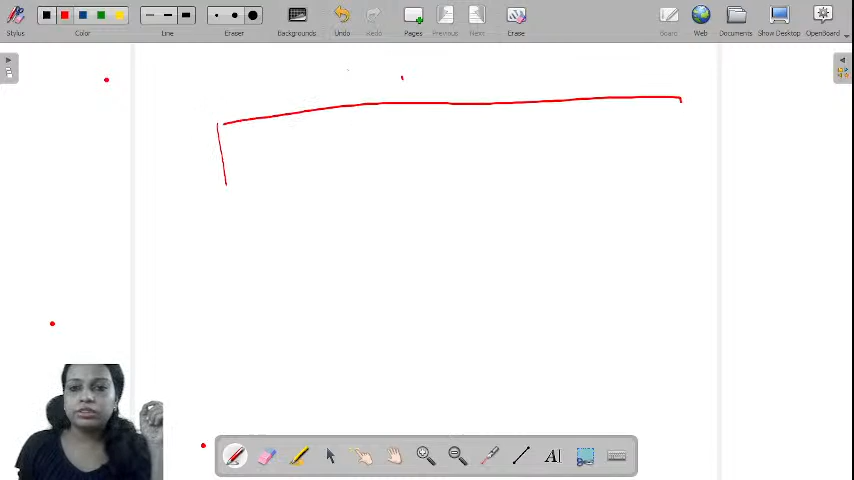 Stylus Color Line Eraser Backgrounds Undo Redo Pages Previous Next Erase Board Web Documents Show Desktop OpenBoard
A